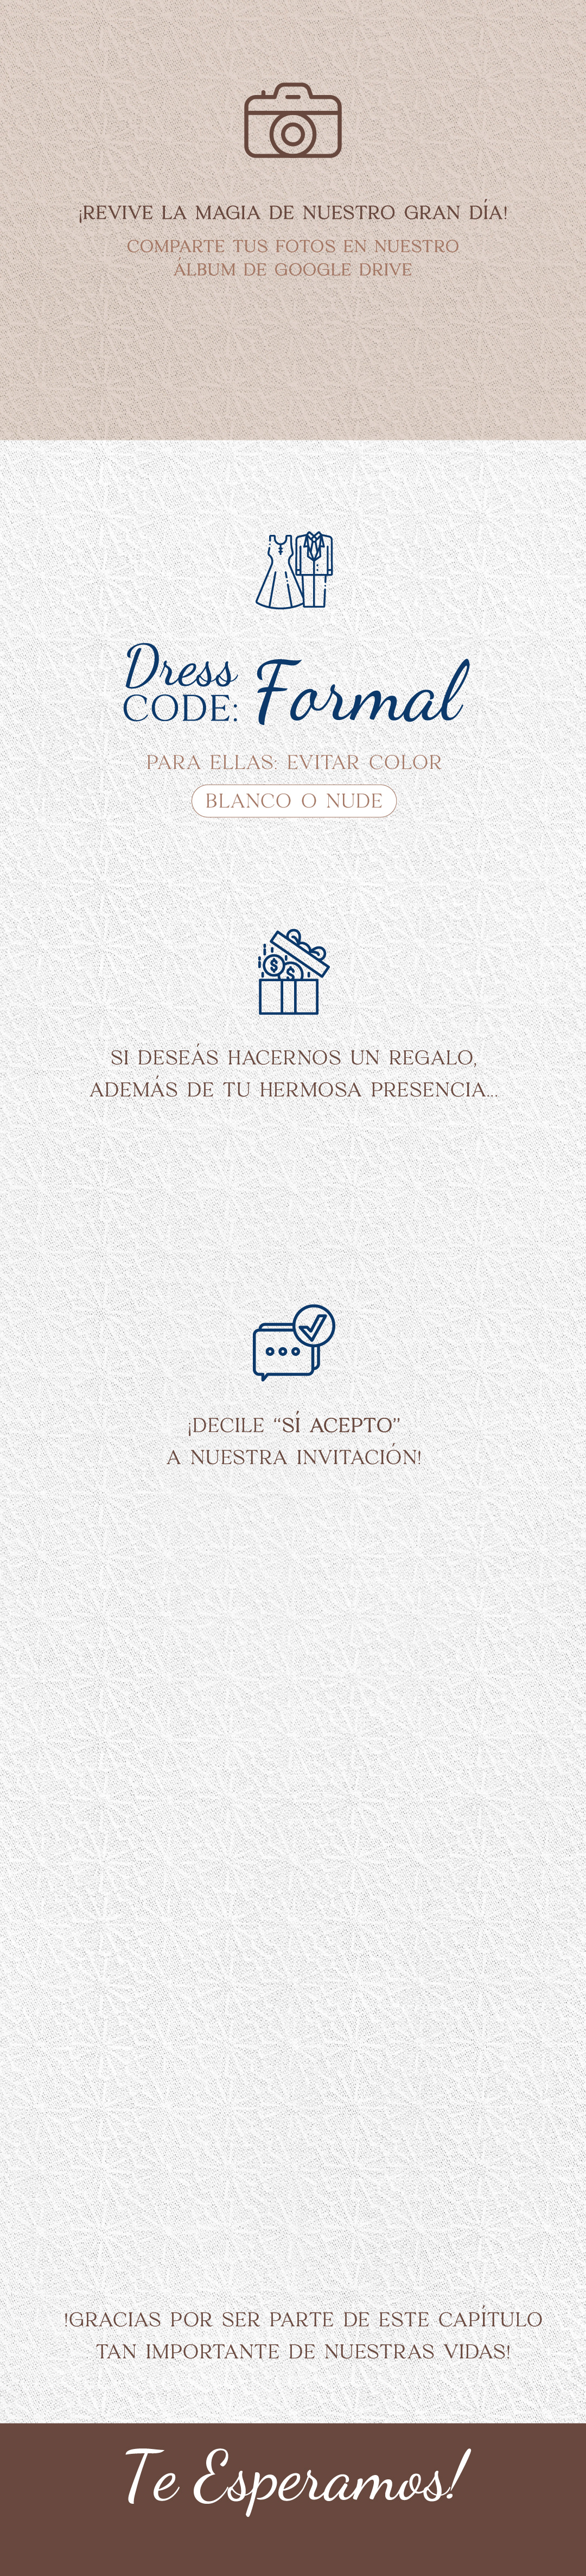 ¡REVIVE LA MAGIA DE NUESTRO GRAN DÍA!
COMPARTE TUS FOTOS EN NUESTRO
ÁLBUM DE GOOGLE DRIVE
Dress
CODE: Formal
PARA ELLAS: EVITAR COLOR
BLANCO O NUDE
SI DESEÁS HACERNOS UN REGALO,
ADEMÁS DE TU HERMOSA PRESENCIA...
¡DECILE “SÍ ACEPTO”
A NUESTRA INVITACIÓN!
!GRACIAS POR SER PARTE DE ESTE CAPÍTULO
TAN IMPORTANTE DE NUESTRAS VIDAS!
Te Esperamos!